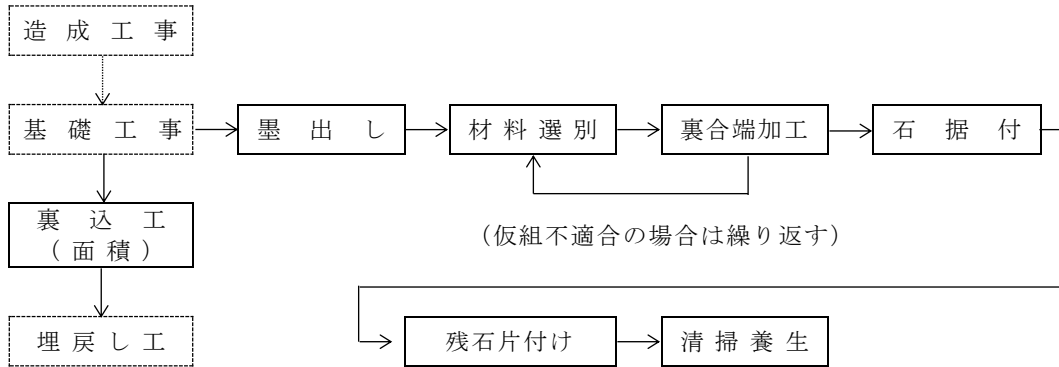 造成工事
基礎工事
墨出し
材料選別
裏合端加工
石据付
裏込工
(面積)
(仮組不適合の場合は繰り返す)
埋戻し工
残石片付け
清掃養生